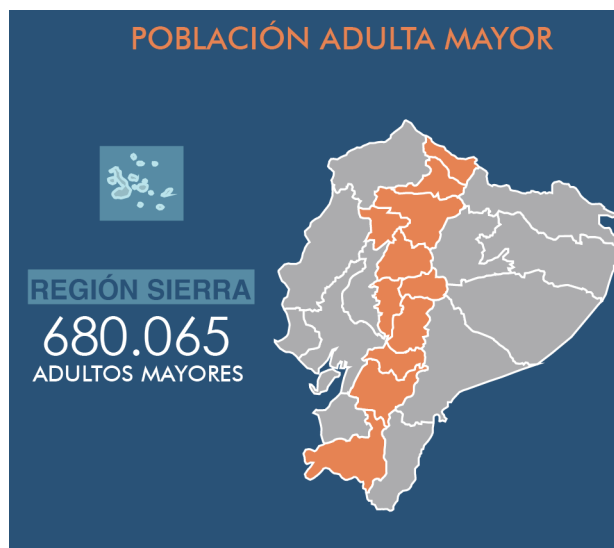 POBLACIÓN ADULTA MAYOR
REGIÓN SIERRA
680.065
ADULTOS MAYORES